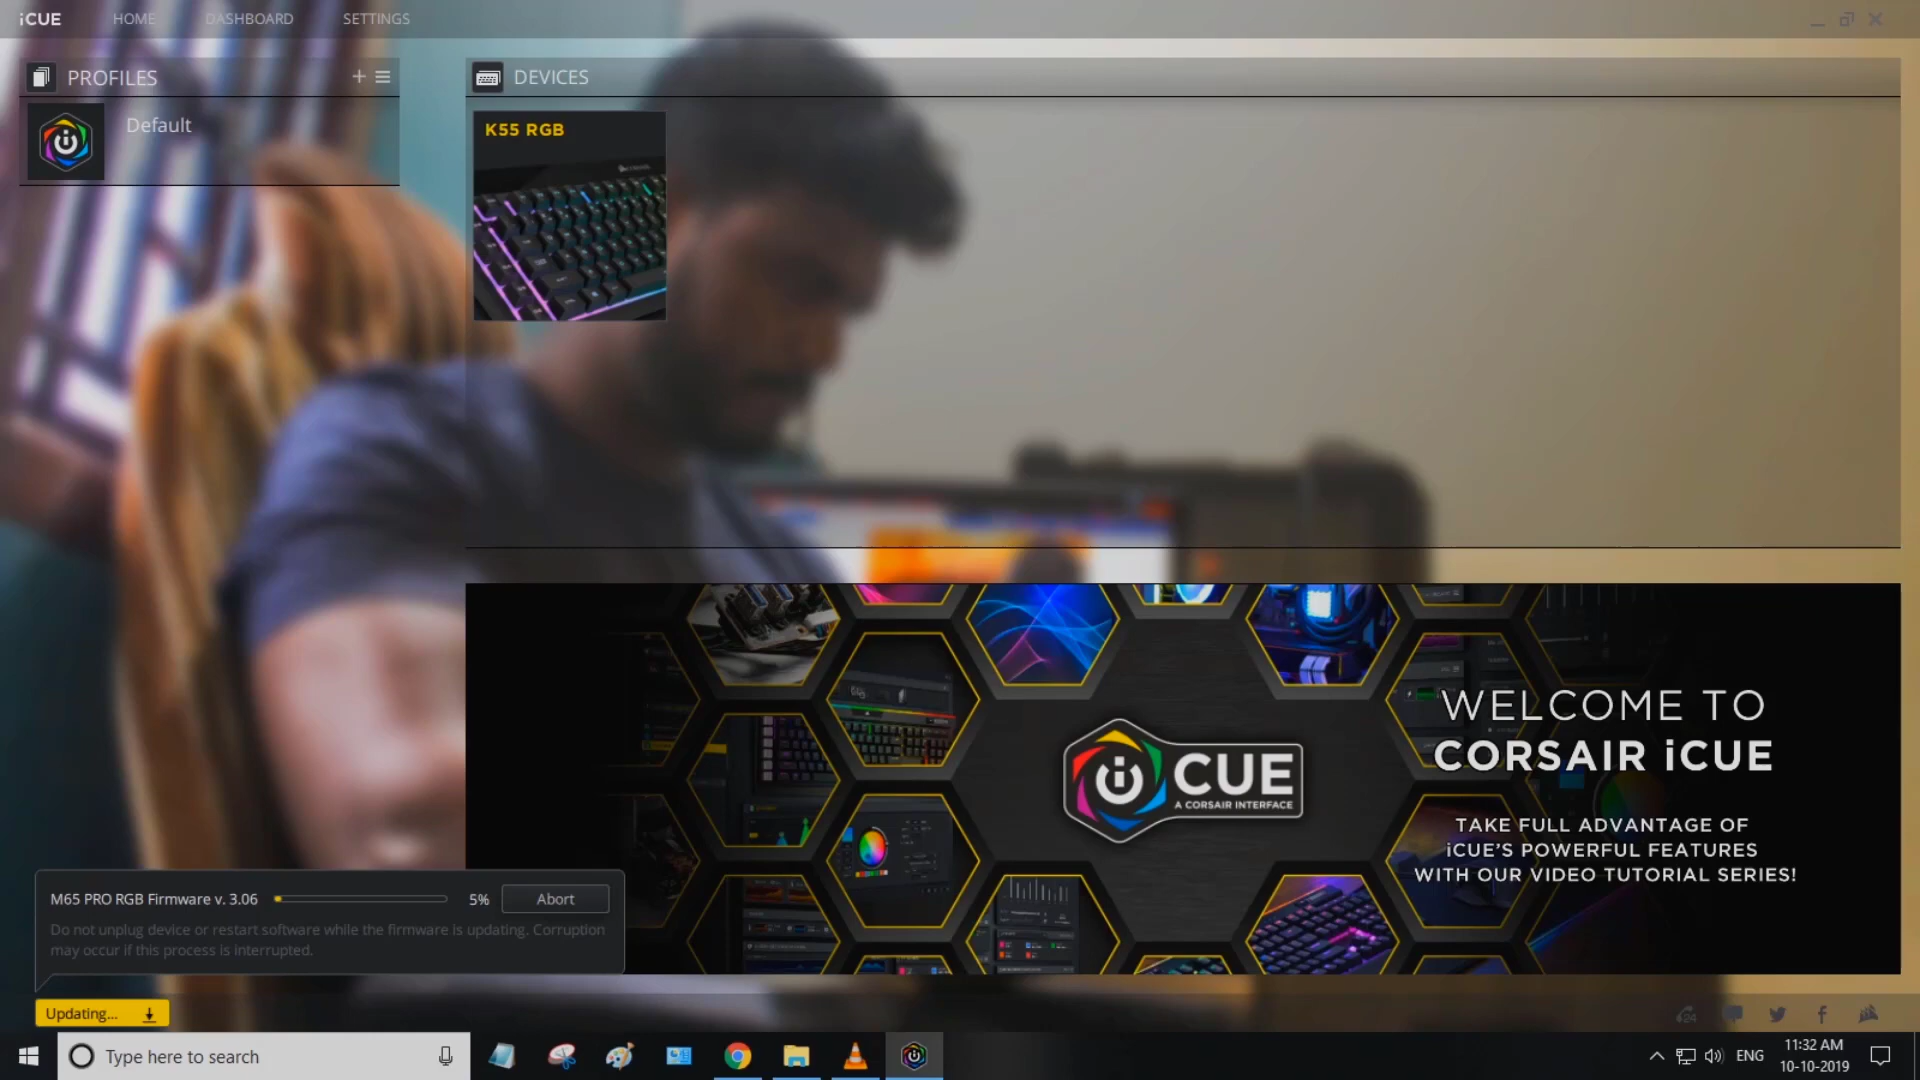 iCUE HOME DASHBOARD SETTINGS
PROFILES
Default
DEVICES
K55 RGB
CUE
A CORSAIR INTERFACE
WELCOME TO
CORSAIR iCUE
TAKE FULL ADVANTAGE OF
iCUE'S POWERFUL FEATURES
WITH OUR VIDEO TUTORIAL SERIES!
M65 PRO RGB Firmware v. 3.06 5% Abort
Do not unplug device or restart software while the firmware is updating. Corruption
may occur if this process is interrupted.
Updating...
24
Type here to search
ENG
11:32 AM
10-10-2019